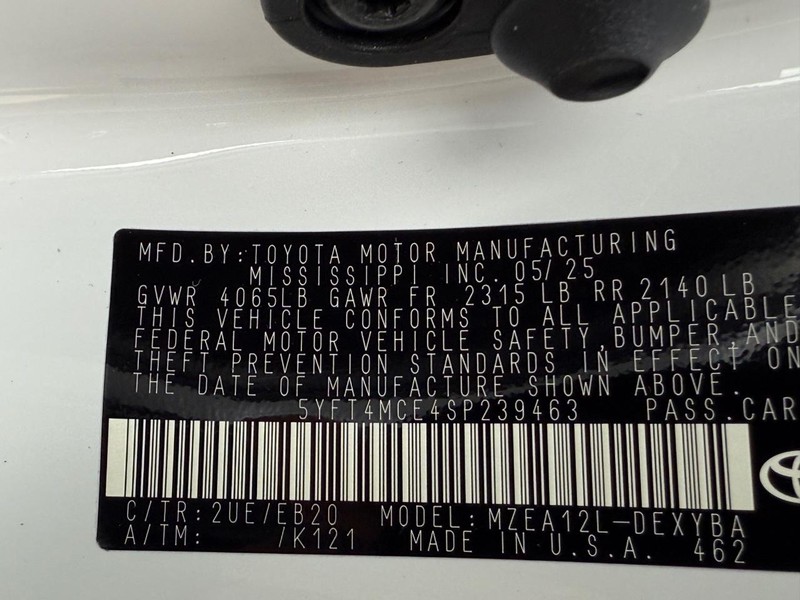 MFD.BY:TOYOTA MOTOR MANUFACTURING
MISSISSIPPI INC. 05/25
GVWR 4065LB GAWR FR 2315 LB RR 2140 LB
THIS VEHICLE CONFORMS TO ALL APPLICABLE
FEDERAL MOTOR VEHICLE SAFETY, BUMPER, AND
THEFT PREVENTION STANDARDS IN EFFECT ON
THE DATE OF MANUFACTURE SHOWN ABOVE.
5YFT4MCE4SP239463 PASS.CAR
C/TR:2UE/EB20 MODEL:MZEA12L-DEXYBA
A/TM: /K121 MADE IN U.S.A. 462